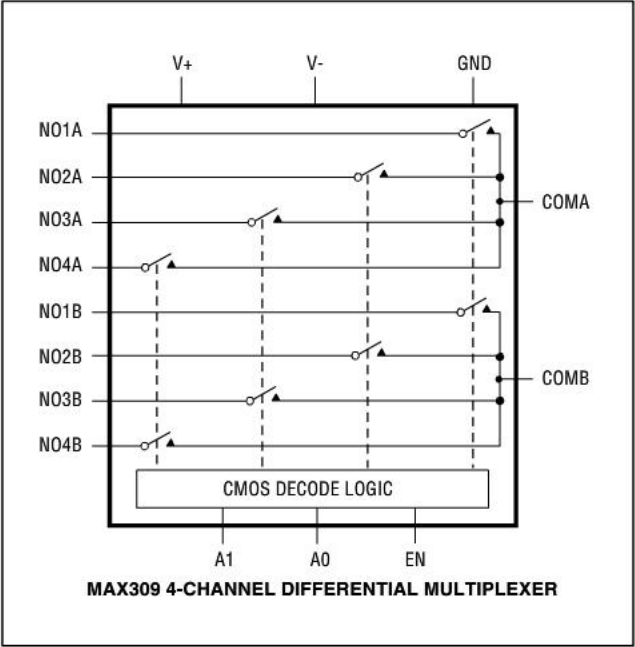 V+ V- GND
NO1A
NO2A
COMA
NO3A
NO4A
NO1B
NO2B
COMB
NO3B
NO4B
CMOS DECODE LOGIC
A1 A0 EN
MAX309 4-CHANNEL DIFFERENTIAL MULTIPLEXER